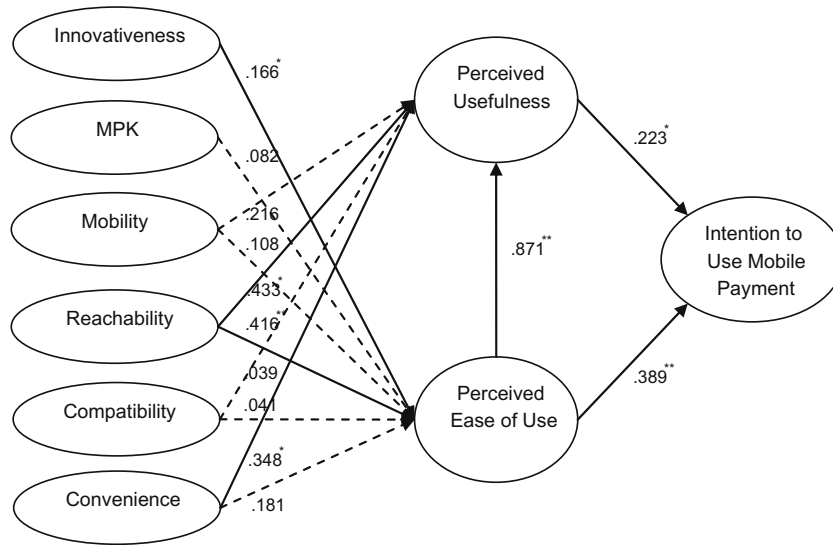 Innovativeness
MPK
Mobility
Reachability
Compatibility
Convenience
.166*
.082
.216
.108
.433*
.416**
.039
.041
.348*
.181
Perceived
Usefulness
.871**
Perceived
Ease of Use
.223*
.389**
Intention to
Use Mobile
Payment